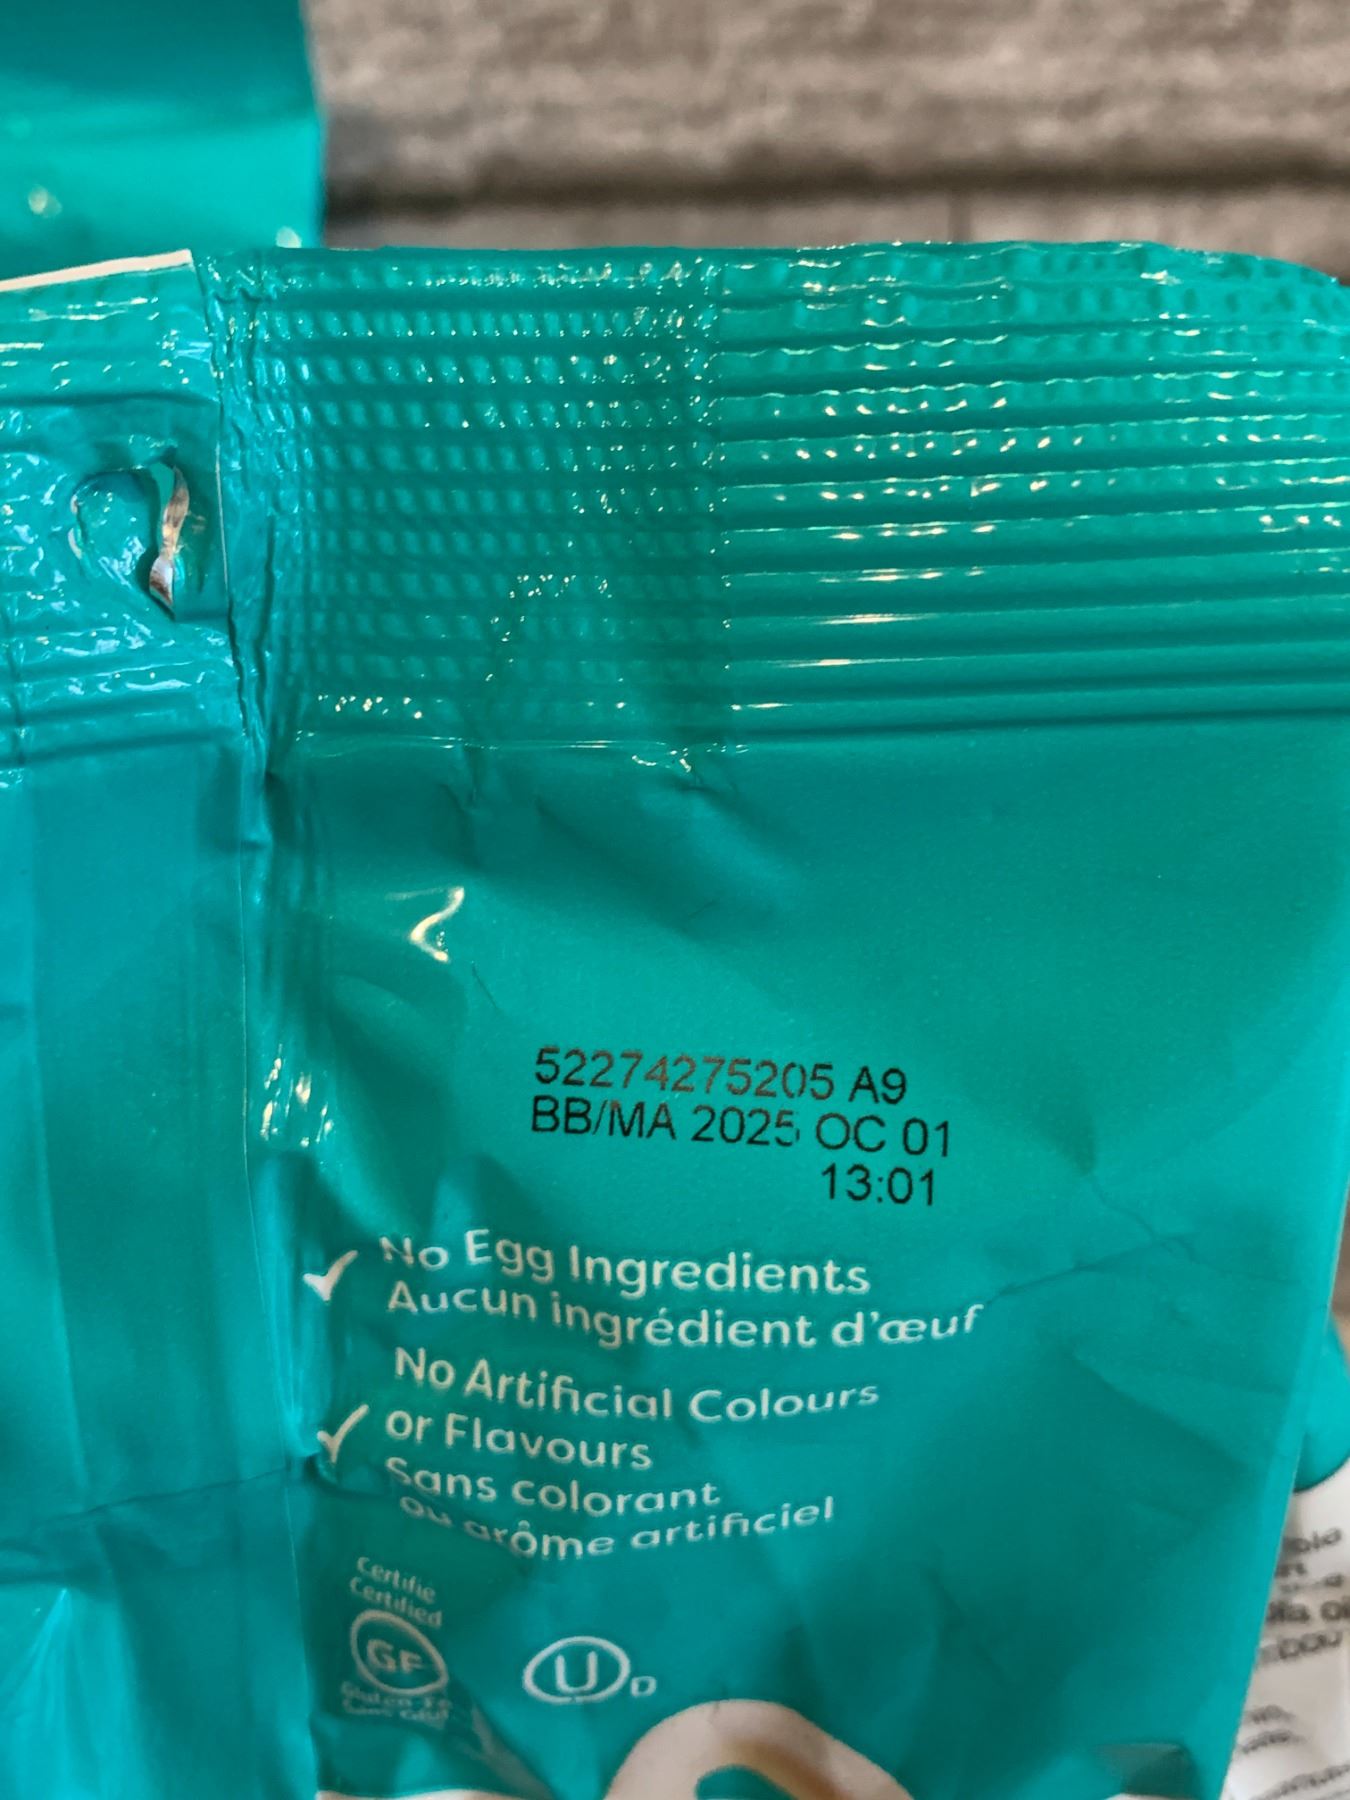 52274275205 A9
BB/MA 2025 OC 01
13:01
No Egg Ingredients
Aucun ingrédient d'œuf
No Artificial Colours
or Flavours
Sans colorant
ou arôme artificiel
Certifié
Certified
GF
U D